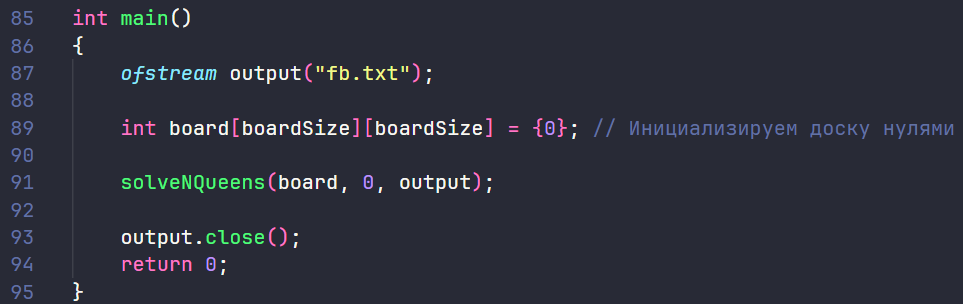 85 int main()
86 {
87     ofstream output("fb.txt");
88
89     int board[boardSize][boardSize] = {0}; // Инициализируем доску нулями
90
91     solveNQueens(board, 0, output);
92
93     output.close();
94     return 0;
95 }